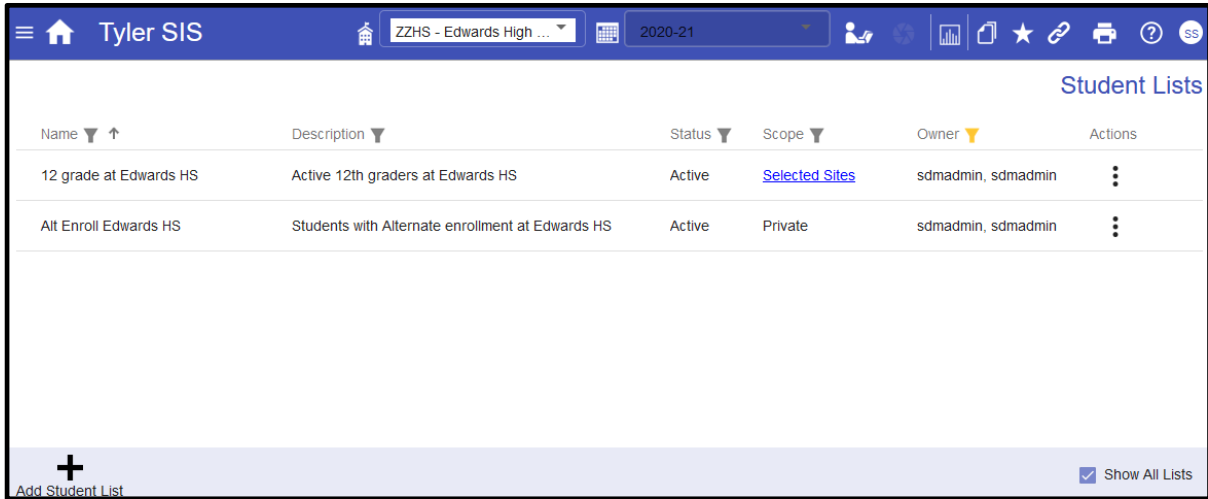 Tyler SIS ZZHS - Edwards High ... 2020-21 SS
Student Lists
Name Description Status Scope Owner Actions
12 grade at Edwards HS Active 12th graders at Edwards HS Active Selected Sites sdmadmin, sdmadmin
Alt Enroll Edwards HS Students with Alternate enrollment at Edwards HS Active Private sdmadmin, sdmadmin
Add Student List Show All Lists